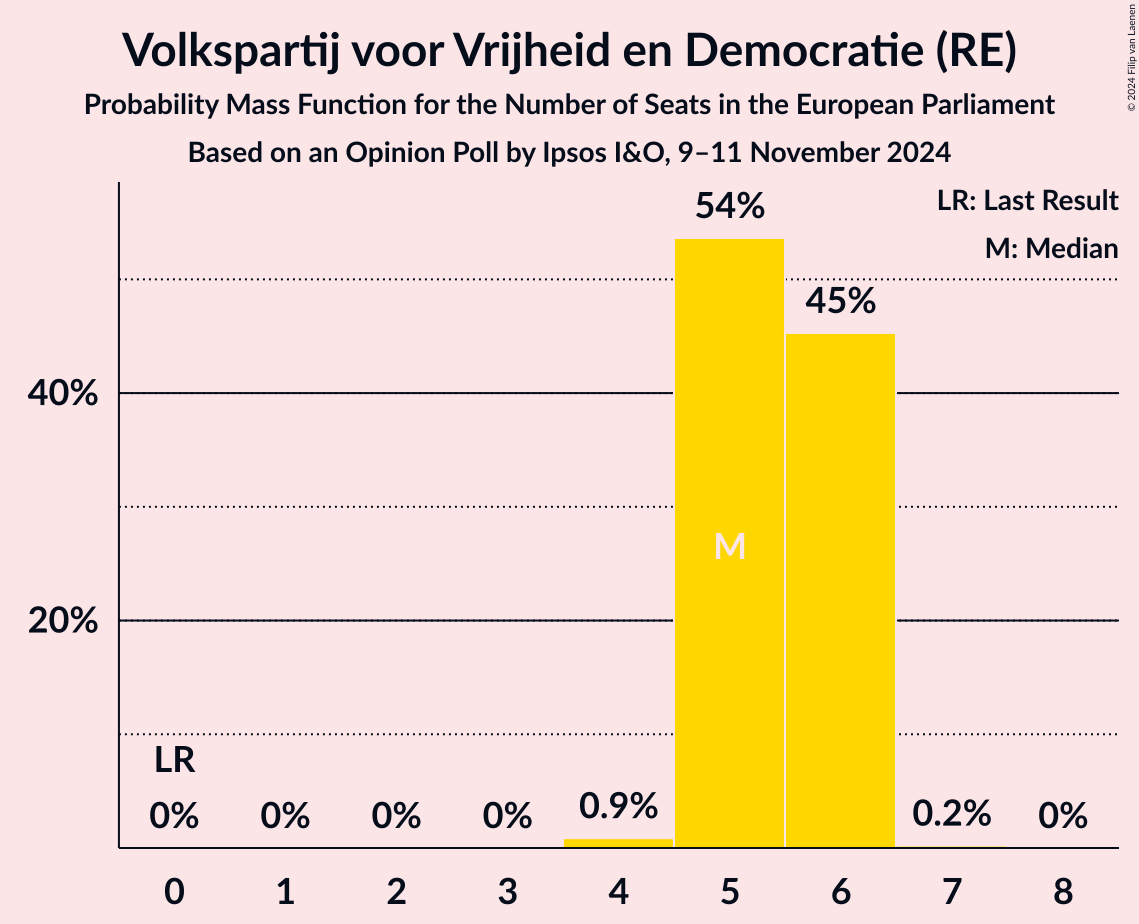 Volkspartij voor Vrijheid en Democratie (RE)
Probability Mass Function for the Number of Seats in the European Parliament
Based on an Opinion Poll by Ipsos I&O, 9–11 November 2024
© 2024 Filip van Laenen
LR: Last Result
M: Median
54%
45%
40%
M
20%
LR
0% 0% 0% 0% 0.9% 0.2% 0%
0 1 2 3 4 5 6 7 8